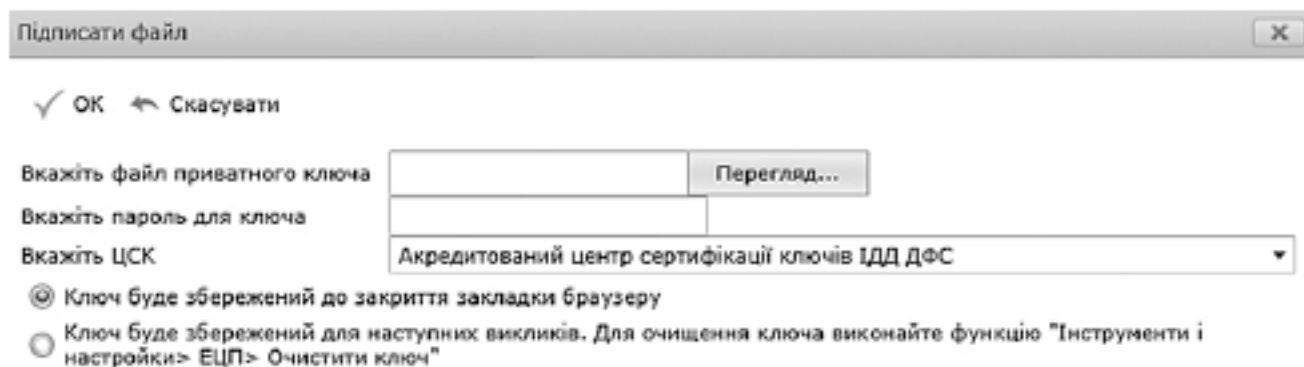 Підписати файл
ОК Скасувати
Вкажіть файл приватного ключа Перегляд...
Вкажіть пароль для ключа
Вкажіть ЦСК Акредитований центр сертифікації ключів ІДД ДФС
Ключ буде збережений до закриття закладки браузеру
Ключ буде збережений для наступних викликів. Для очищення ключа виконайте функцію "Інструменти і
настройки> ЕЦП> Очистити ключ"